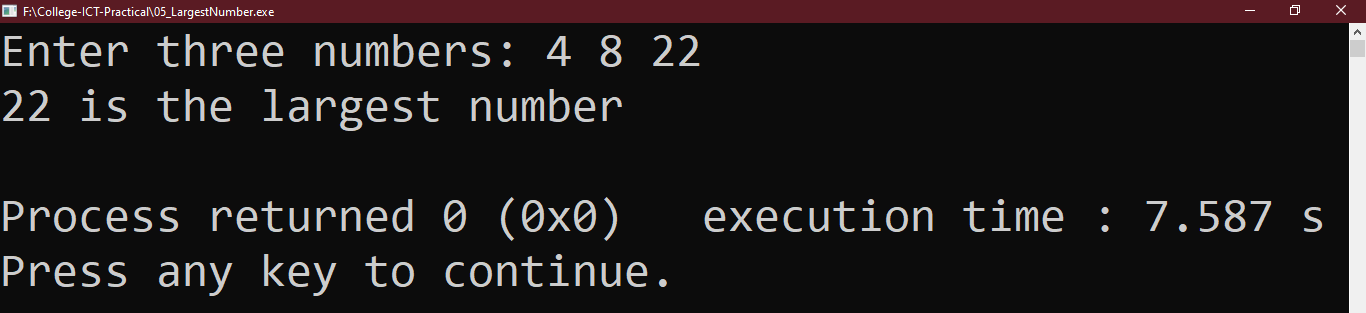 F:\College-ICT-Practical\05_LargestNumber.exe
Enter three numbers: 4 8 22
22 is the largest number
Process returned 0 (0x0)   execution time : 7.587 s
Press any key to continue.